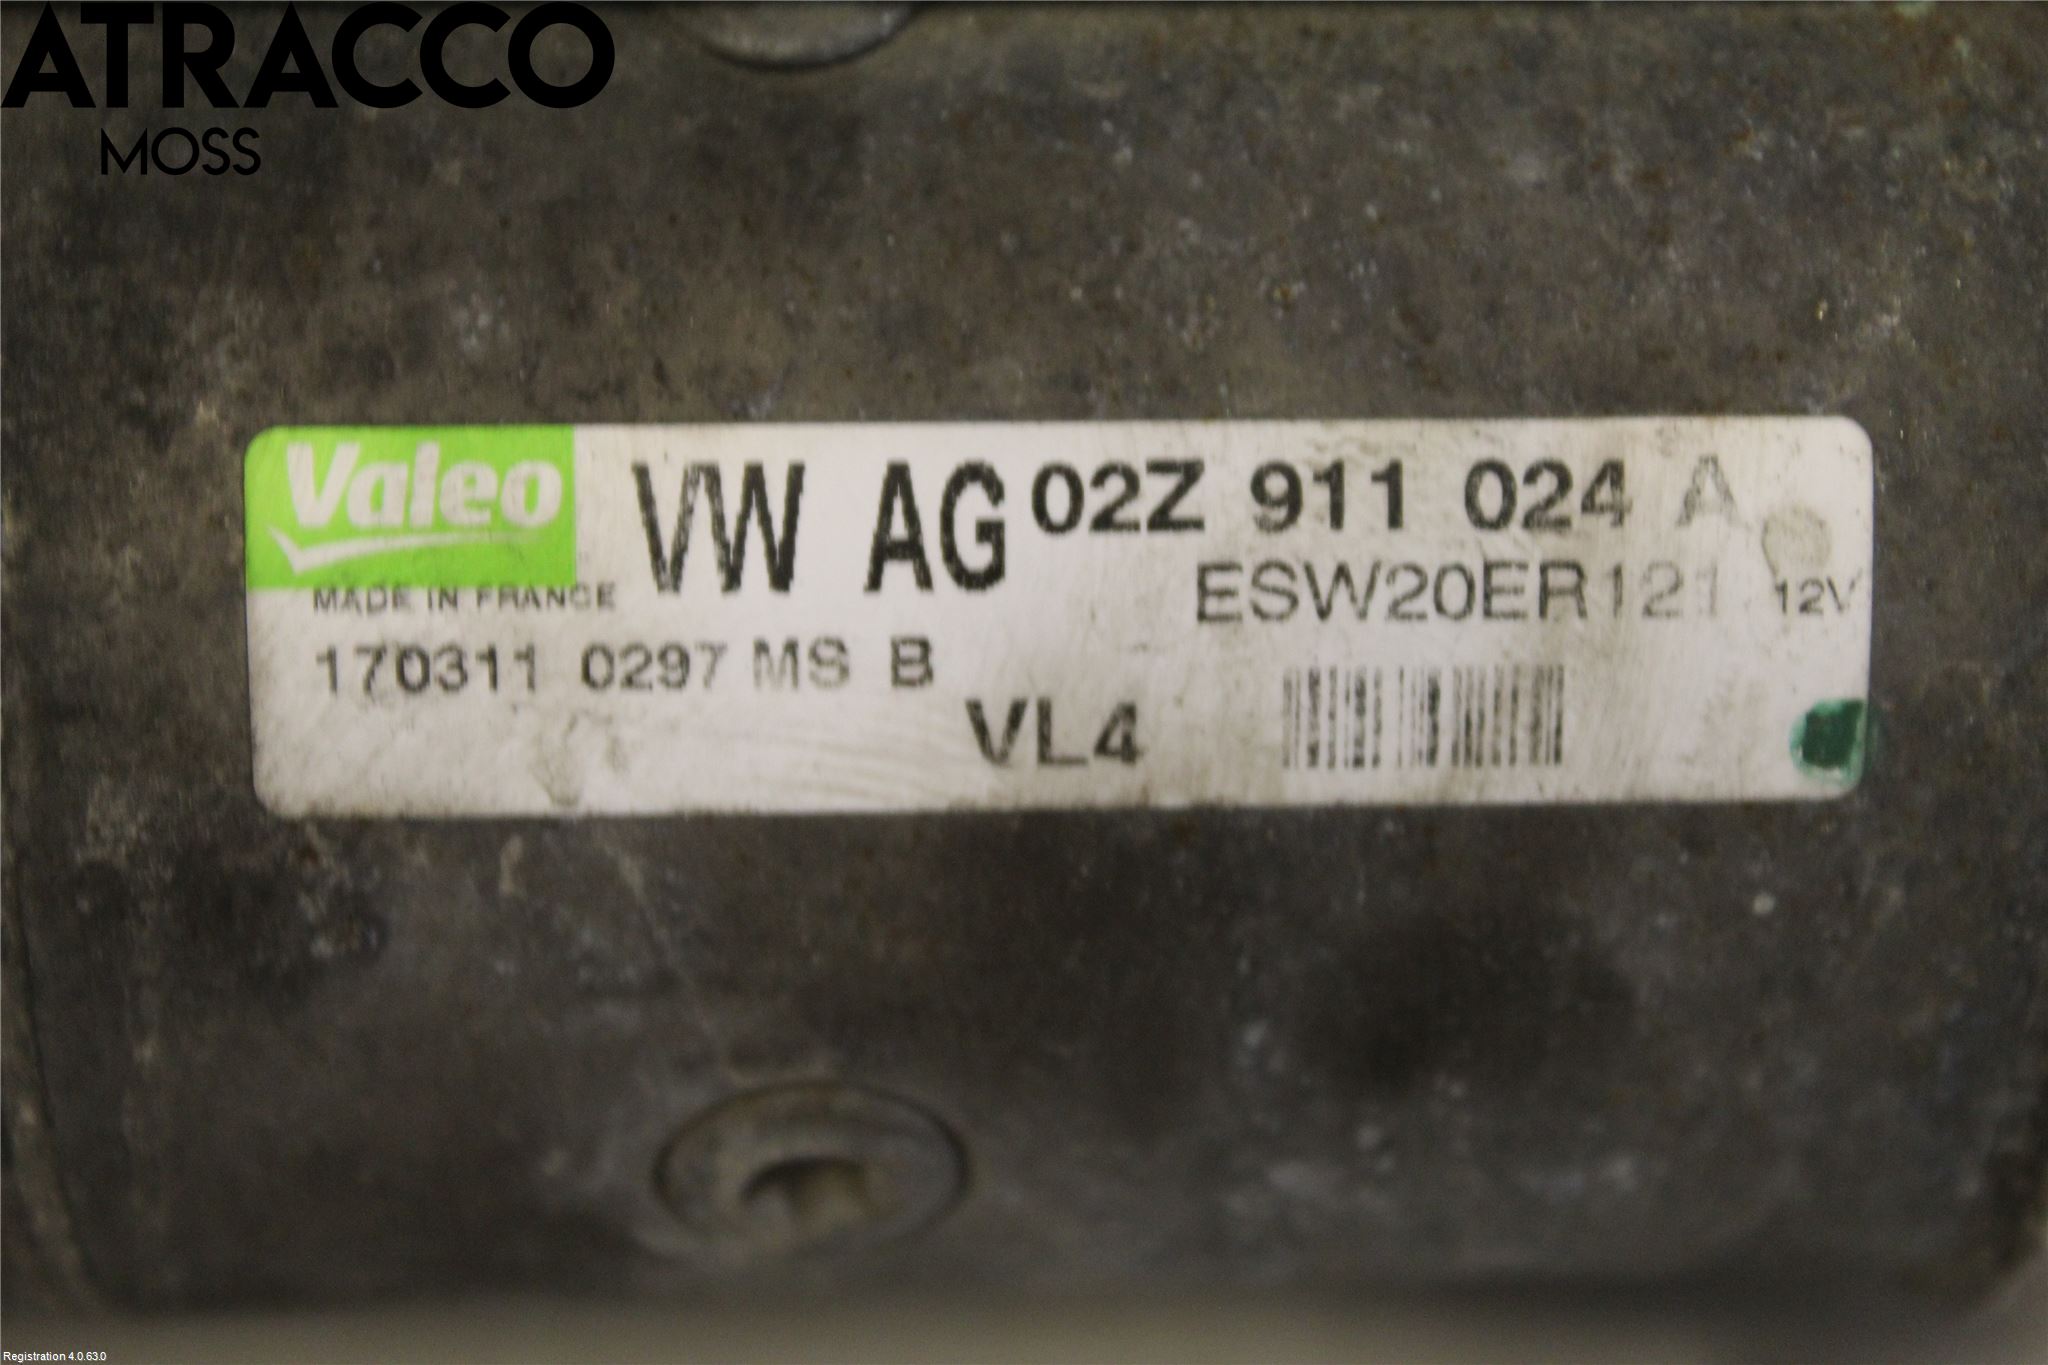 ATRACCO
MOSS
Valeo VW AG 02Z 911 024 A
MADE IN FRANCE ESW20ER121 12V
170311 0297 MS B
VL4
Registration 4.0.63.0